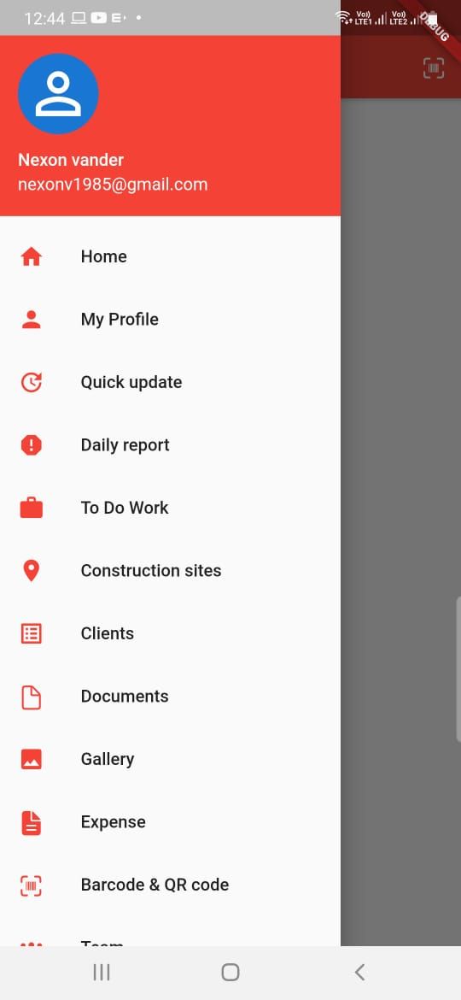 12:44
Vo) LTE1 Vo) LTE2
DEBUG
Nexon vander
nexonv1985@gmail.com
Home
My Profile
Quick update
Daily report
To Do Work
Construction sites
Clients
Documents
Gallery
Expense
Barcode & QR code
Team